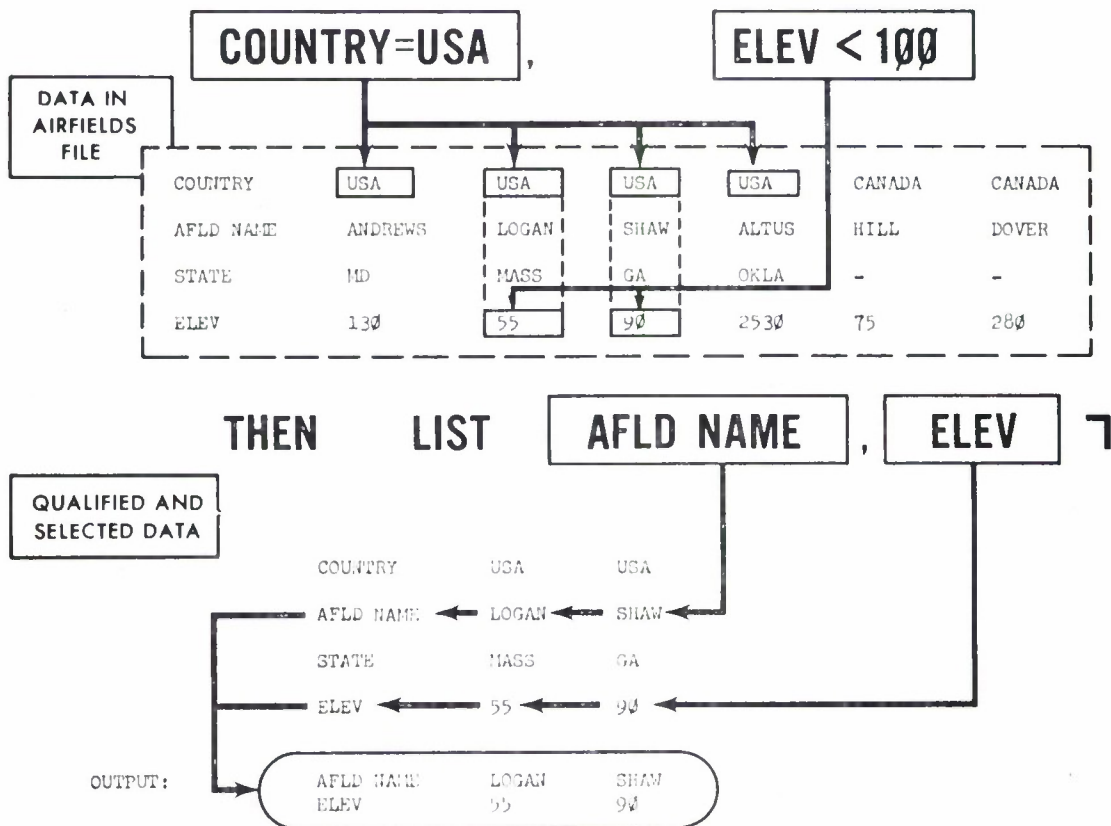 COUNTRY=USA, ELEV < 1ØØ
DATA IN
AIRFIELDS
FILE
COUNTRY USA USA USA USA CANADA CANADA
AFLD NAME ANDREWS LOGAN SHAW ALTUS HILL DOVER
STATE MD MASS GA OKLA - -
ELEV 13Ø 55 9Ø 253Ø 75 28Ø
THEN LIST AFLD NAME , ELEV ┐
QUALIFIED AND
SELECTED DATA
COUNTRY USA USA
AFLD NAME LOGAN SHAW
STATE MASS GA
ELEV 55 9Ø
OUTPUT: AFLD NAME LOGAN SHAW
ELEV 55 9Ø